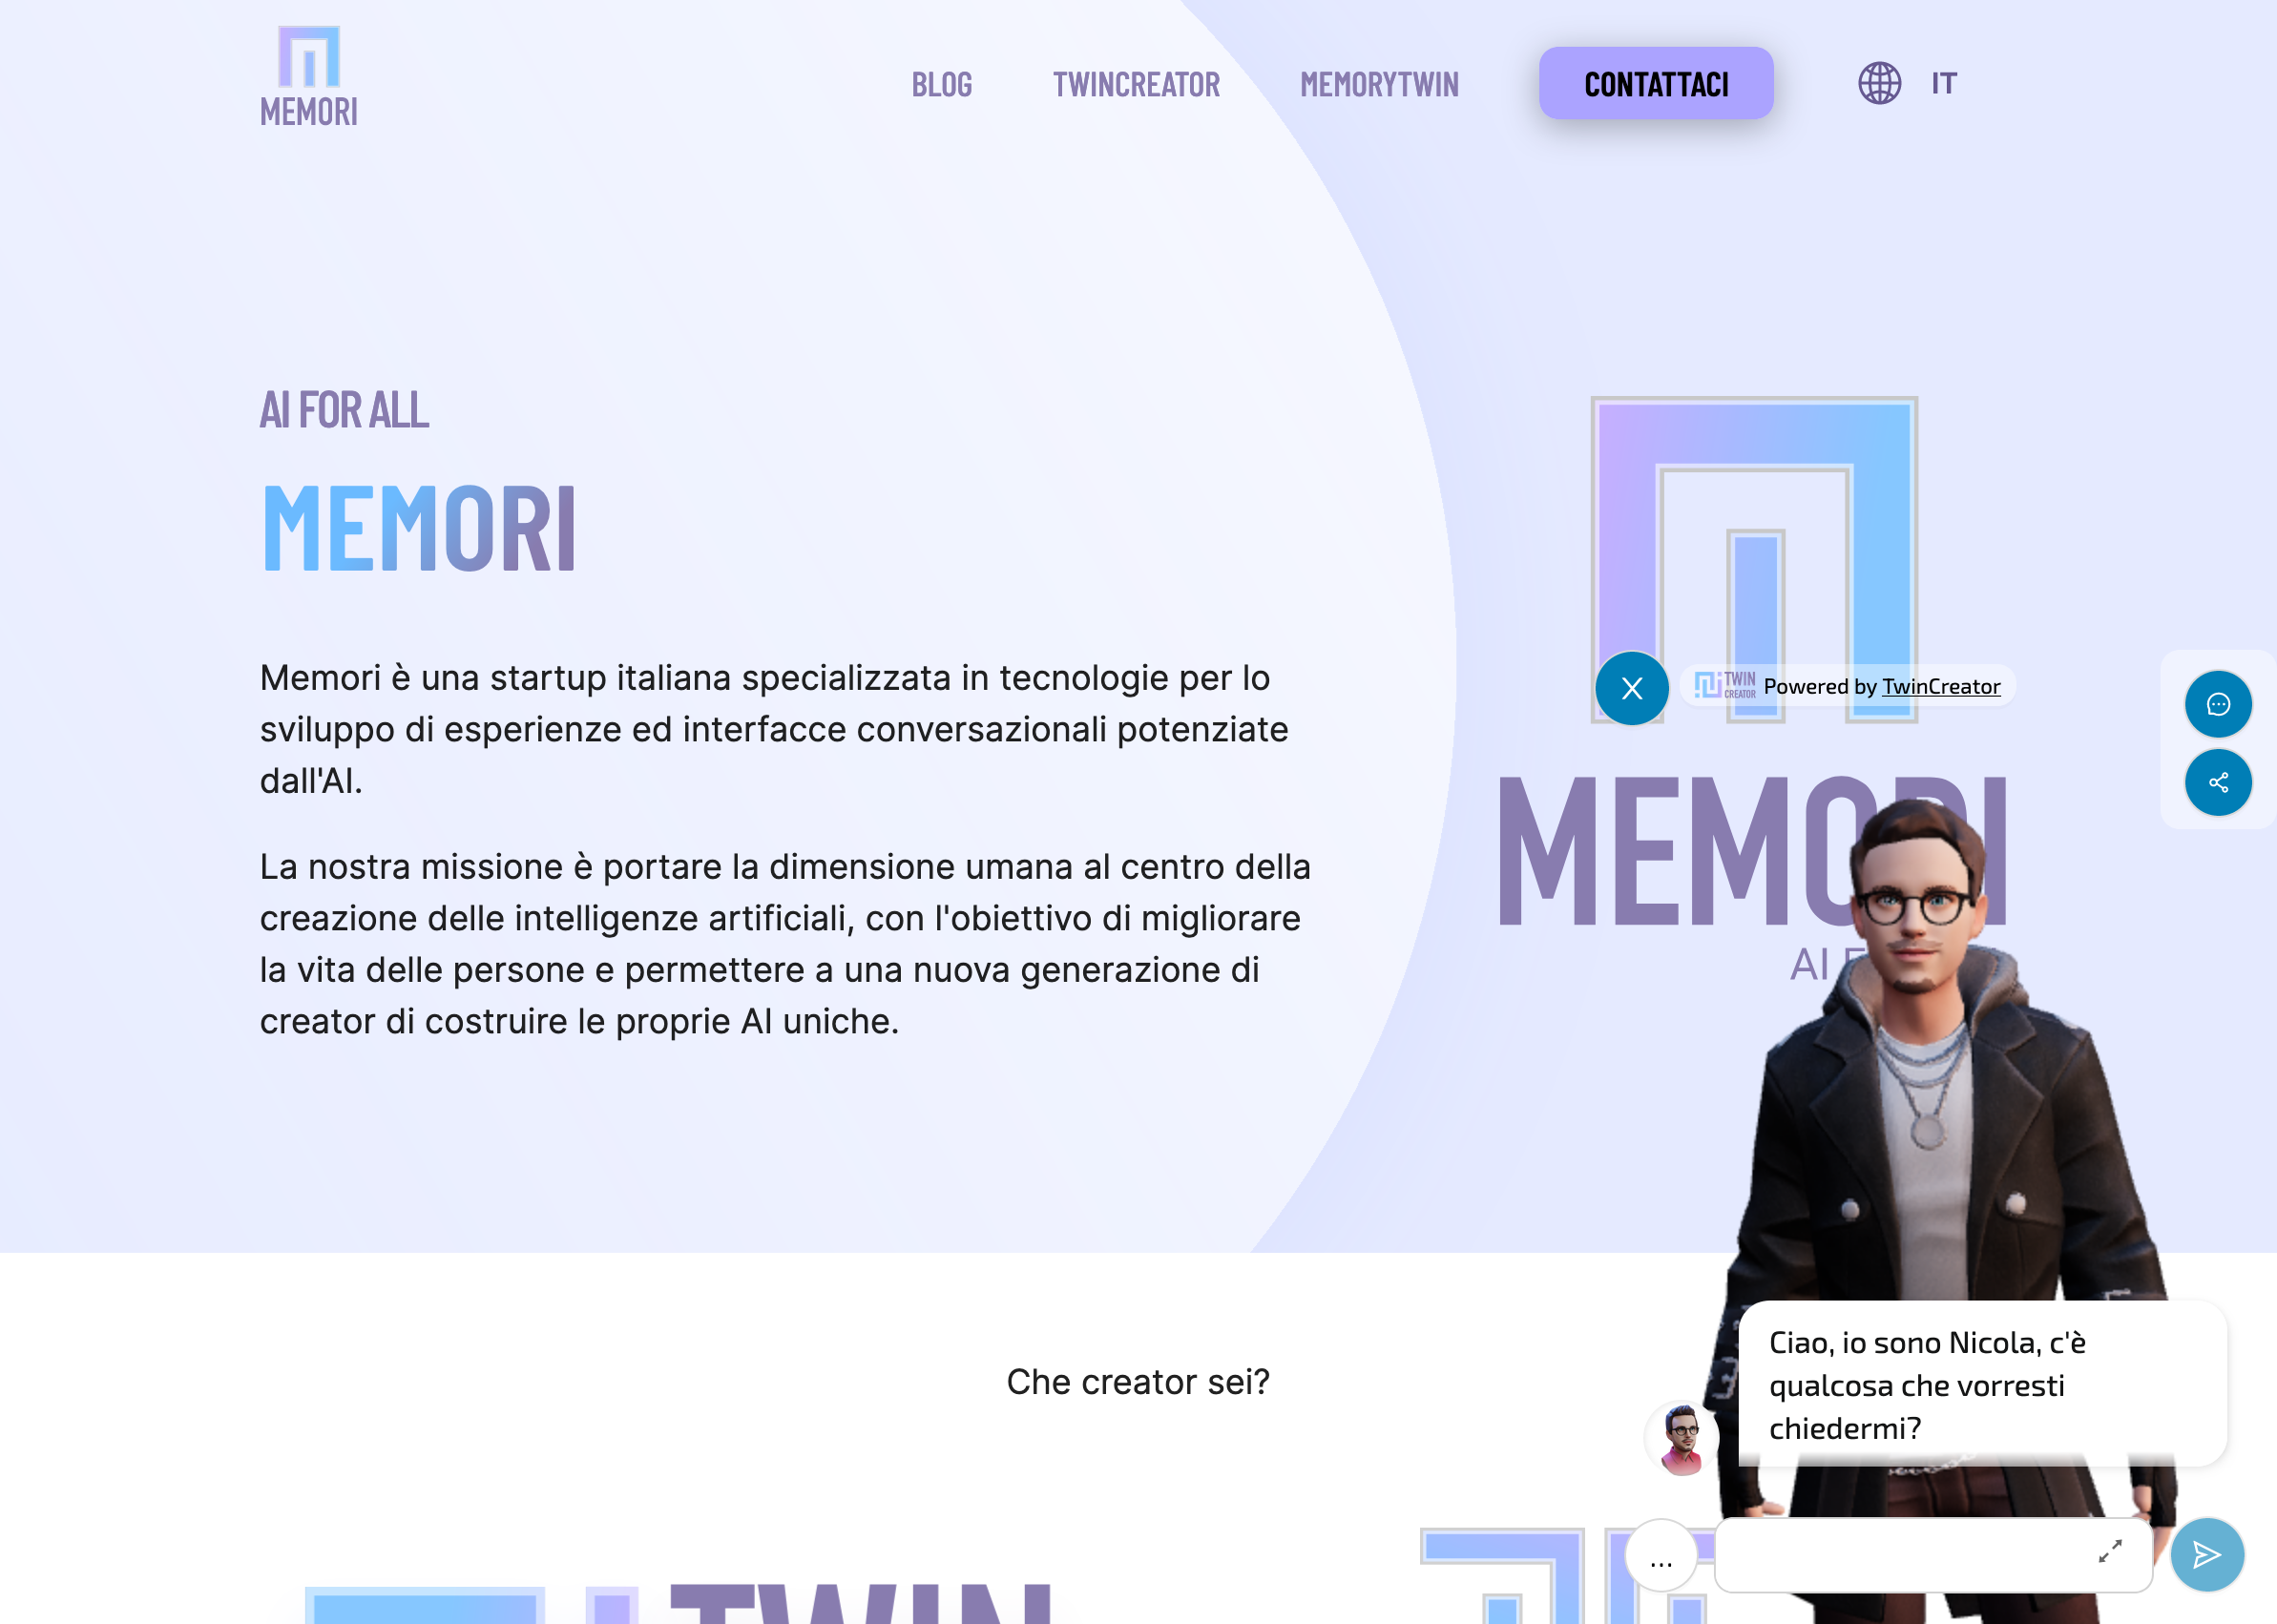 MEMORI
BLOG
TWINCREATOR
MEMORYTWIN
CONTATTACI
IT
AI FOR ALL
MEMORI
Memori è una startup italiana specializzata in tecnologie per lo
sviluppo di esperienze ed interfacce conversazionali potenziate
dall'AI.
La nostra missione è portare la dimensione umana al centro della
creazione delle intelligenze artificiali, con l'obiettivo di migliorare
la vita delle persone e permettere a una nuova generazione di
creator di costruire le proprie AI uniche.
X
TWIN
CREATOR
Powered by TwinCreator
MEMORI
AI
Ciao, io sono Nicola, c'è
qualcosa che vorresti
chiedermi?
Che creator sei?
...
TWIN